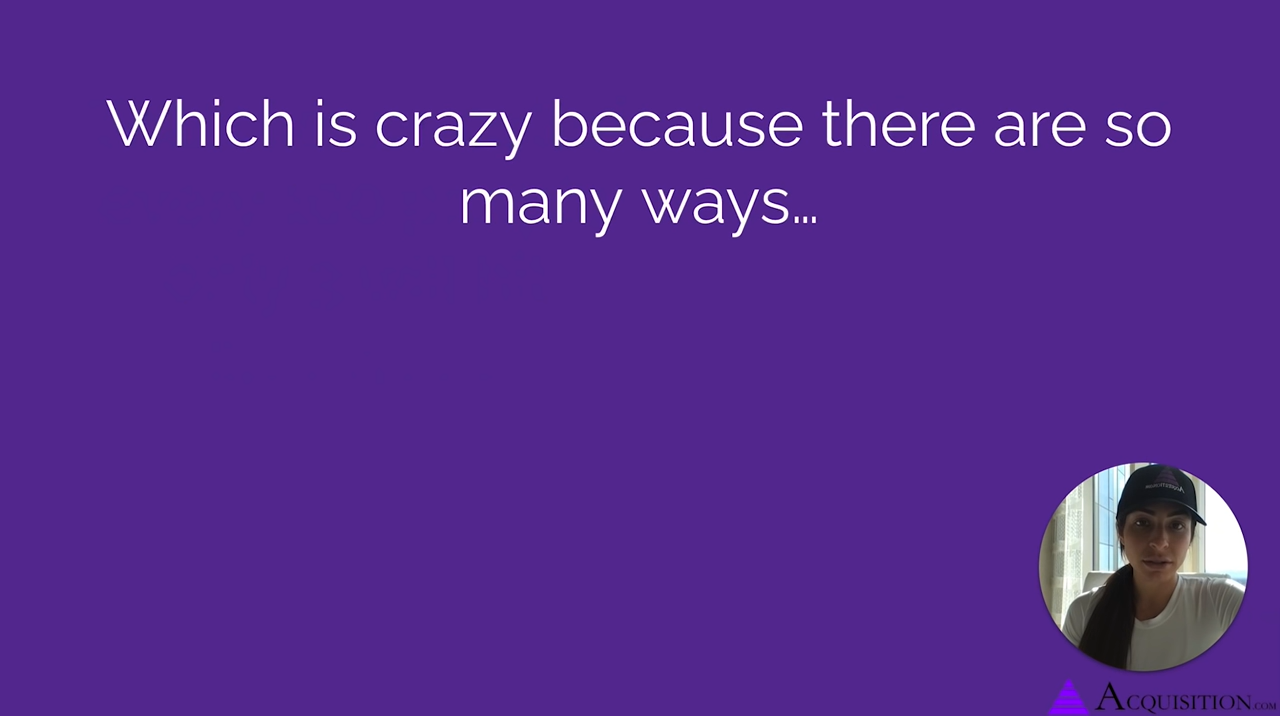 Which is crazy because there are so
many ways…
ACQUISITION.COM